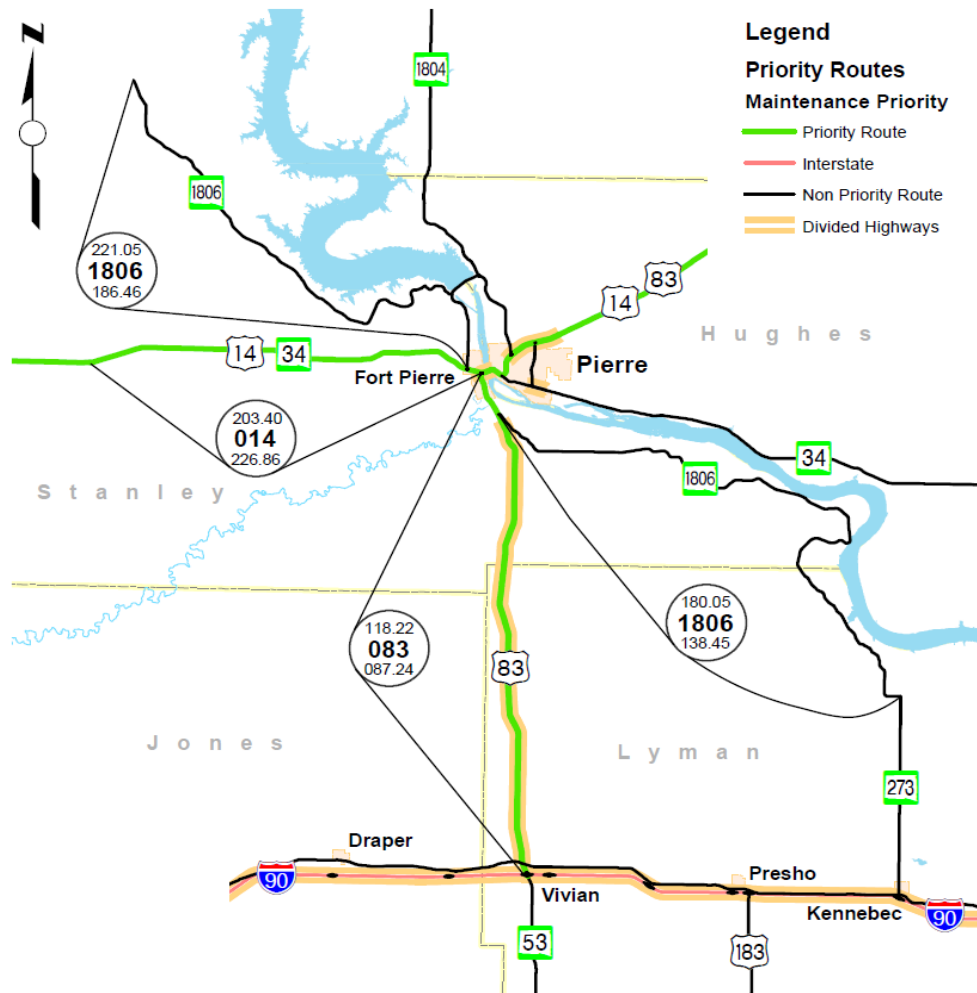 N
Legend
Priority Routes
Maintenance Priority
Priority Route
Interstate
Non Priority Route
Divided Highways
1804
1806
221.05
1806
186.46
83
14
Hughes
14
34
Fort Pierre
Pierre
203.40
014
226.86
34
1806
Stanley
118.22
083
087.24
180.05
1806
138.45
83
Jones
Lyman
273
Draper
90
Vivian
Presho
Kennebec
90
53
183